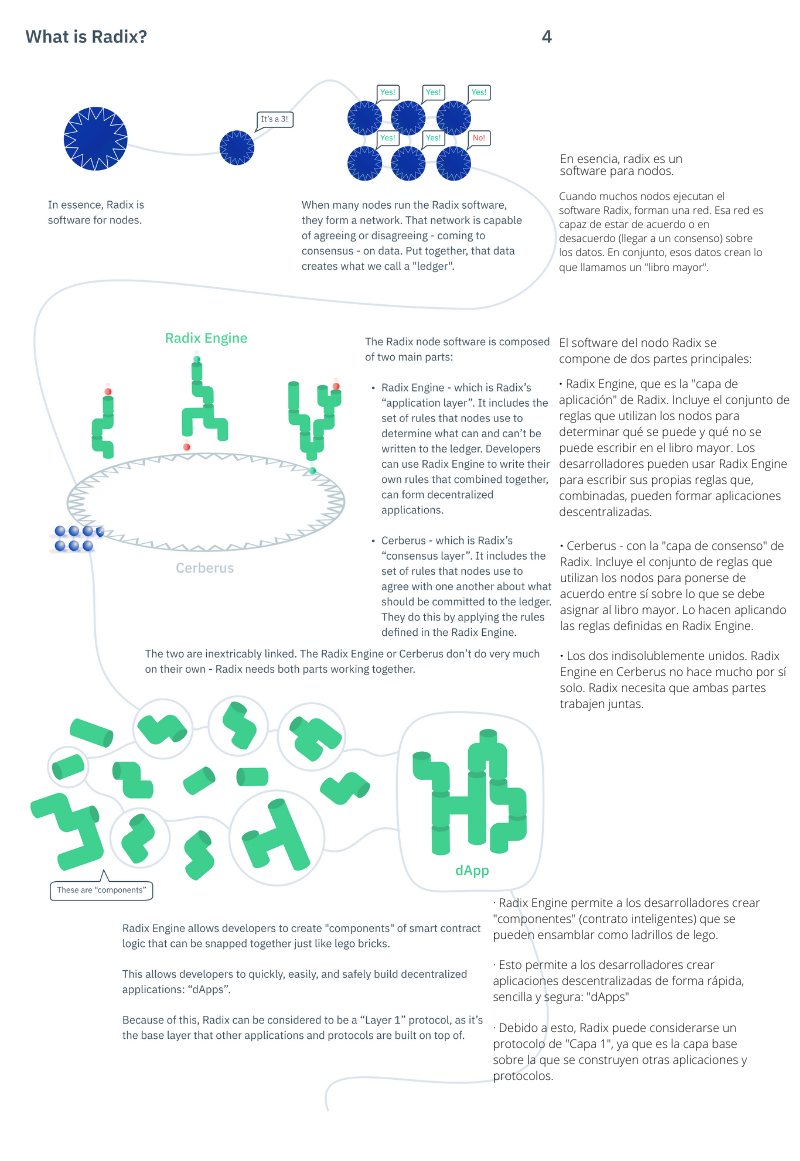 What is Radix?
4
It's a 3!
Yes!
Yes!
Yes!
Yes!
Yes!
No!
In essence, Radix is
software for nodes.
When many nodes run the Radix software,
they form a network. That network is capable
of agreeing or disagreeing - coming to
consensus - on data. Put together, that data
creates what we call a "ledger".
En esencia, radix es un
software para nodos.
Cuando muchos nodos ejecutan el
software Radix, forman una red. Esa red es
capaz de estar de acuerdo o en
desacuerdo (llegar a un consenso) sobre
los datos. En conjunto, esos datos crean lo
que llamamos un "libro mayor".
Radix Engine
Cerberus
The Radix node software is composed
of two main parts:
• Radix Engine - which is Radix's
“application layer”. It includes the
set of rules that nodes use to
determine what can and can't be
written to the ledger. Developers
can use Radix Engine to write their
own rules that combined together,
can form decentralized
applications.
• Cerberus - which is Radix's
“consensus layer”. It includes the
set of rules that nodes use to
agree with one another about what
should be committed to the ledger.
They do this by applying the rules
defined in the Radix Engine.
The two are inextricably linked. The Radix Engine or Cerberus don't do very much
on their own - Radix needs both parts working together.
El software del nodo Radix se
compone de dos partes principales:
• Radix Engine, que es la "capa de
aplicación" de Radix. Incluye el conjunto de
reglas que utilizan los nodos para
determinar qué se puede y qué no se
puede escribir en el libro mayor. Los
desarrolladores pueden usar Radix Engine
para escribir sus propias reglas que,
combinadas, pueden formar aplicaciones
descentralizadas.
• Cerberus - con la "capa de consenso" de
Radix. Incluye el conjunto de reglas que
utilizan los nodos para ponerse de
acuerdo entre sí sobre lo que se debe
asignar al libro mayor. Lo hacen aplicando
las reglas definidas en Radix Engine.
• Los dos indisolublemente unidos. Radix
Engine en Cerberus no hace mucho por sí
solo. Radix necesita que ambas partes
trabajen juntas.
dApp
These are “components”
Radix Engine allows developers to create "components" of smart contract
logic that can be snapped together just like lego bricks.
This allows developers to quickly, easily, and safely build decentralized
applications: “dApps”.
Because of this, Radix can be considered to be a “Layer 1” protocol, as it's
the base layer that other applications and protocols are built on top of.
· Radix Engine permite a los desarrolladores crear
"componentes" (contrato inteligentes) que se
pueden ensamblar como ladrillos de lego.
· Esto permite a los desarrollares crear
aplicaciones descentralizadas de forma rápida,
sencilla y segura: "dApps"
· Debido a esto, Radix puede considerarse un
protocolo de "Capa 1", ya que es la capa base
sobre la que se construyen otras aplicaciones y
protocolos.